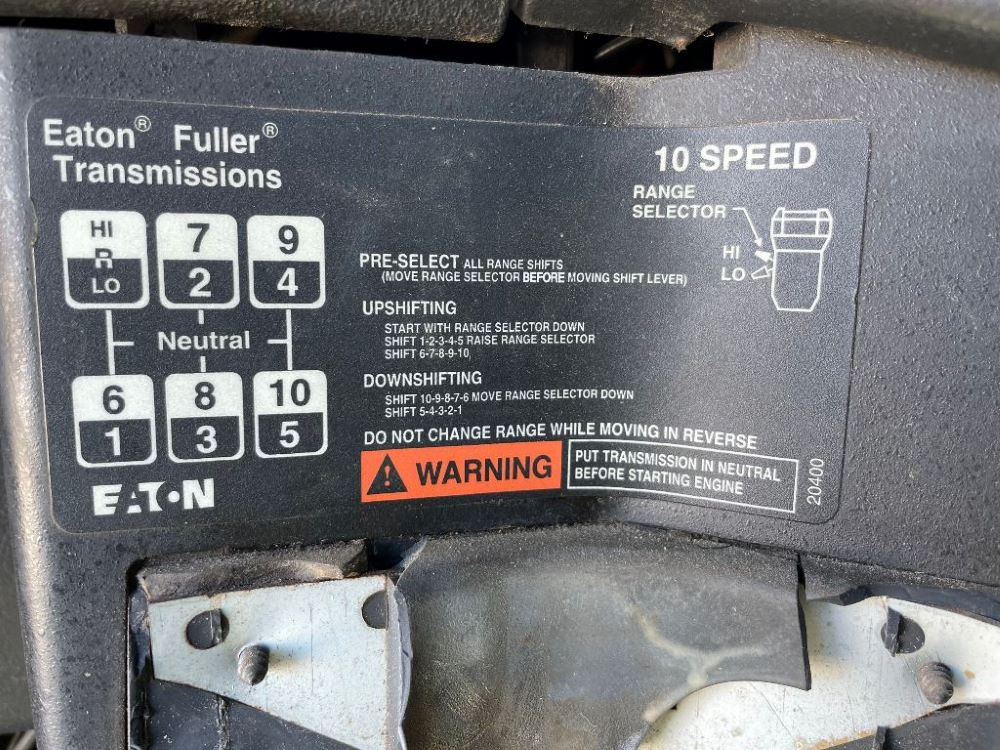 Eaton® Fuller®
Transmissions
10 SPEED
RANGE
SELECTOR
HI
LO
HI
R
LO
7
2
9
4
Neutral
6
1
8
3
10
5
EATON
PRE-SELECT ALL RANGE SHIFTS
(MOVE RANGE SELECTOR BEFORE MOVING SHIFT LEVER)
UPSHIFTING
START WITH RANGE SELECTOR DOWN
SHIFT 1-2-3-4-5 RAISE RANGE SELECTOR
SHIFT 6-7-8-9-10
DOWNSHIFTING
SHIFT 10-9-8-7-6 MOVE RANGE SELECTOR DOWN
SHIFT 5-4-3-2-1
DO NOT CHANGE RANGE WHILE MOVING IN REVERSE
WARNING
PUT TRANSMISSION IN NEUTRAL
BEFORE STARTING ENGINE
20400